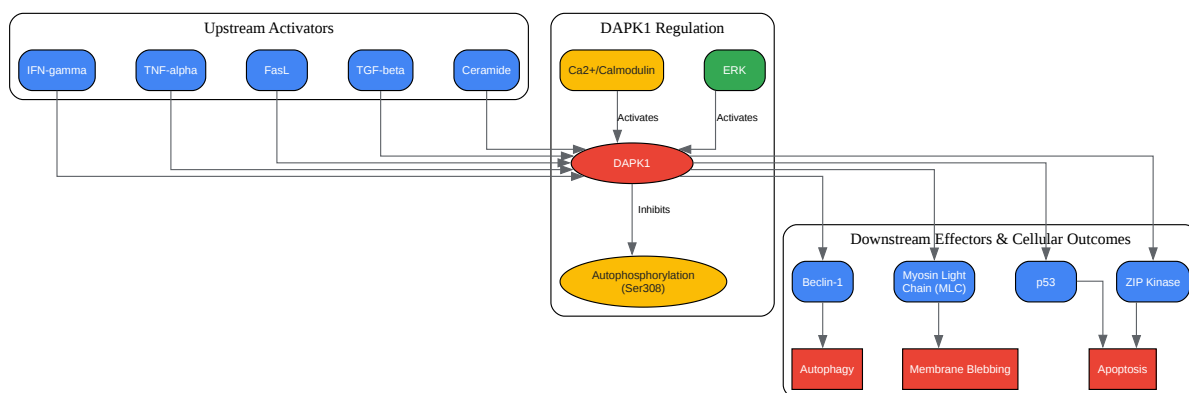 Upstream Activators
DAPK1 Regulation
IFN-gamma
TNF-alpha
FasL
TGF-beta
Ceramide
Ca2+/Calmodulin
ERK
Activates
Activates
DAPK1
Inhibits
Autophosphorylation
(Ser308)
Downstream Effectors & Cellular Outcomes
Beclin-1
Myosin Light
Chain (MLC)
p53
ZIP Kinase
Autophagy
Membrane Blebbing
Apoptosis